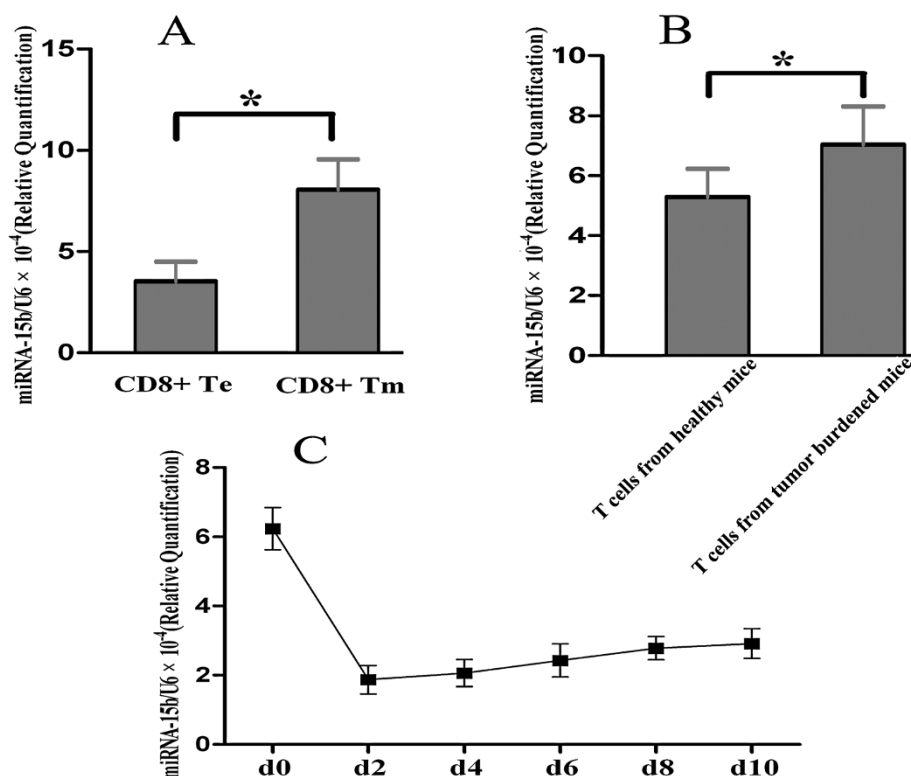 A
miRNA-15b/U6 × 10-4(Relative Quantification)
15
10
5
0
*
CD8+ Te
CD8+ Tm
B
miRNA-15b/U6 × 10-4(Relative Quantification)
10
8
6
4
2
0
*
T cells from healthy mice
T cells from tumor burdened mice
C
miRNA-15b/U6 × 10-4(Relative Quantification)
8
6
4
2
0
d0
d2
d4
d6
d8
d10